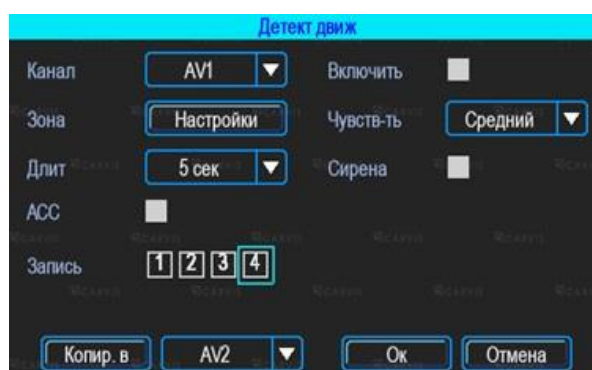 Детект движ
Канал AV1 Включить
Зона Настройки Чувств-ть Средний
Длит 5 сек Сирена
ACC
Запись 1 2 3 4
Копир. в AV2 Ок Отмена